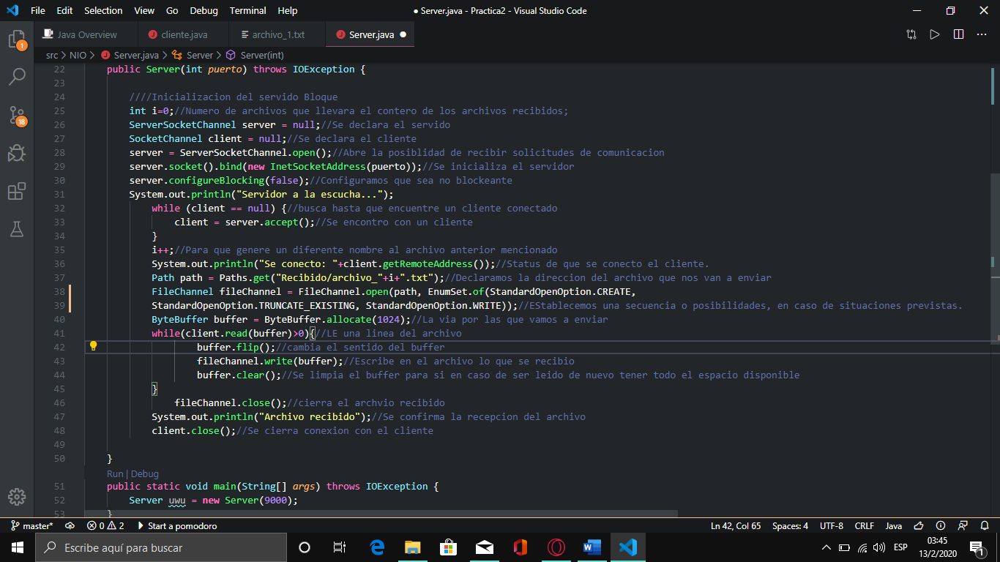 File Edit Selection View Go Debug Terminal Help ● Server.java - Practica2 - Visual Studio Code
Java Overview cliente.java archivo_1.txt Server.java ●
src > NIO > Server.java > Server > Server(int)
22 public Server(int puerto) throws IOException {
23
24 ////Inicializacion del servido Bloque
25 int i=0;//Numero de archivos que llevara el contero de los archivos recibidos;
26 ServerSocketChannel server = null;//Se declara el servido
27 SocketChannel client = null;//Se declara el cliente
28 server = ServerSocketChannel.open();//Abre la posiblidad de recibir solicitudes de comunicacion
29 server.socket().bind(new InetSocketAddress(puerto));//Se inicializa el servidor
30 server.configureBlocking(false);//Configuramos que sea no blockeante
31 System.out.println("Servidor a la escucha...");
32 while (client == null) {//busca hasta que encuentre un cliente conectado
33 client = server.accept();//Se encontro con un cliente
34 }
35 i++;//Para que genere un diferente nombre al archivo anterior mencionado
36 System.out.println("Se conecto: "+client.getRemoteAddress());//Status de que se conecto el cliente.
37 Path path = Paths.get("Recibido/archivo_"+i+".txt");//Declaramos la direccion del archivo que nos van a enviar
38 FileChannel fileChannel = FileChannel.open(path, EnumSet.of(StandardOpenOption.CREATE,
39 StandardOpenOption.TRUNCATE_EXISTING, StandardOpenOption.WRITE));//EStablecemos una secuencia o posibilidades, en caso de situaciones previstas.
40 ByteBuffer buffer = ByteBuffer.allocate(1024);//La via por las que vamos a enviar
41 while(client.read(buffer)>0){//LE una linea del archivo
42 buffer.flip();//cambia el sentido del buffer
43 fileChannel.write(buffer);//Escribe en el archivo lo que se recibio
44 buffer.clear();//Se limpia el buffer para si en caso de ser leido de nuevo tener todo el espacio disponible
45 }
46 fileChannel.close();//cierra el archvio recibido
47 System.out.println("Archivo recibido");//Se confirma la recepcion del archivo
48 client.close();//Se cierra conexion con el cliente
49
50 }
Run | Debug
51 public static void main(String[] args) throws IOException {
52 Server uwu = new Server(9000);
53 }
1
18
master* 0 2 Start a pomodoro Ln 42, Col 65 Spaces: 4 UTF-8 CRLF Java
Escribe aquí para buscar ESP 03:45
13/2/2020 1